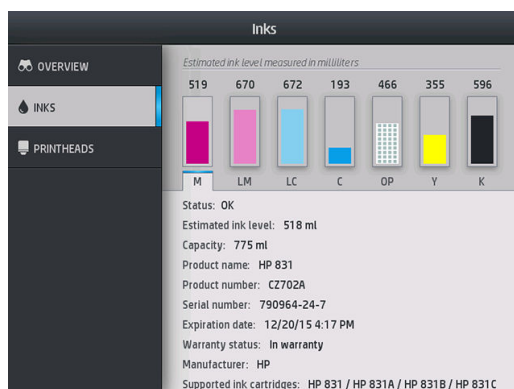 Inks
OVERVIEW
INKS
PRINTHEADS
Estimated ink level measured in milliliters
519 670 672 193 466 355 596
M LM LC C OP Y K
Status: OK
Estimated ink level: 518 ml
Capacity: 775 ml
Product name: HP 831
Product number: CZ702A
Serial number: 790964-24-7
Expiration date: 12/20/15 4:17 PM
Warranty status: In warranty
Manufacturer: HP
Supported ink cartridges: HP 831 / HP 831A / HP 831B / HP 831C